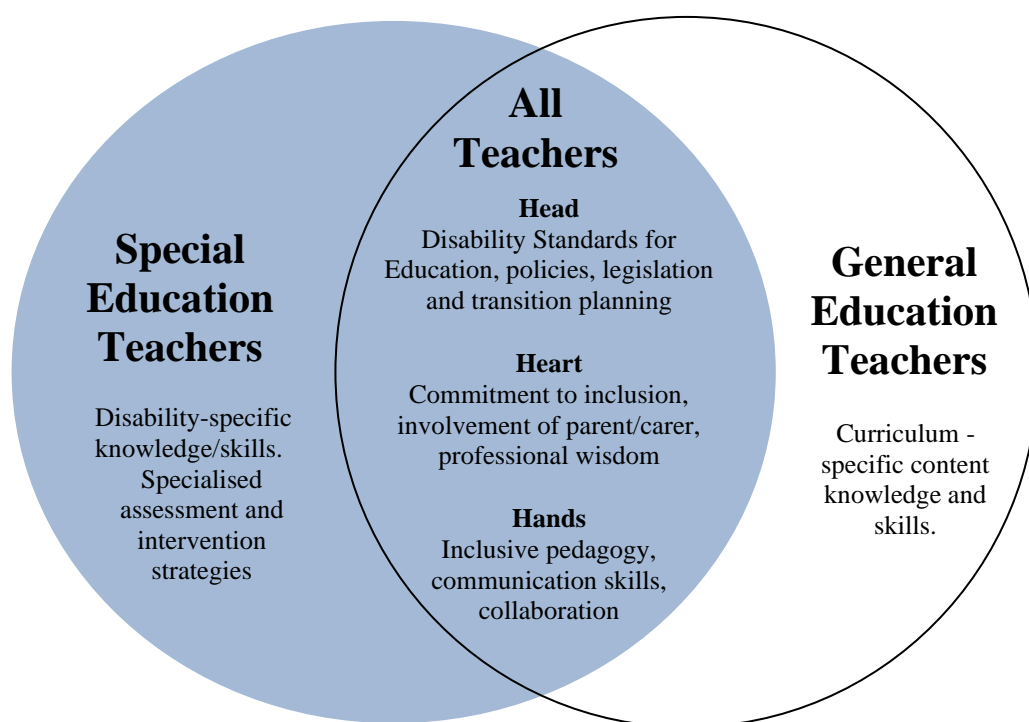 Special
Education
Teachers
Disability-specific
knowledge/skills.
Specialised
assessment and
intervention
strategies
All
Teachers
Head
Disability Standards for
Education, policies, legislation
and transition planning
Heart
Commitment to inclusion,
involvement of parent/carer,
professional wisdom
Hands
Inclusive pedagogy,
communication skills,
collaboration
General
Education
Teachers
Curriculum -
specific content
knowledge and
skills.